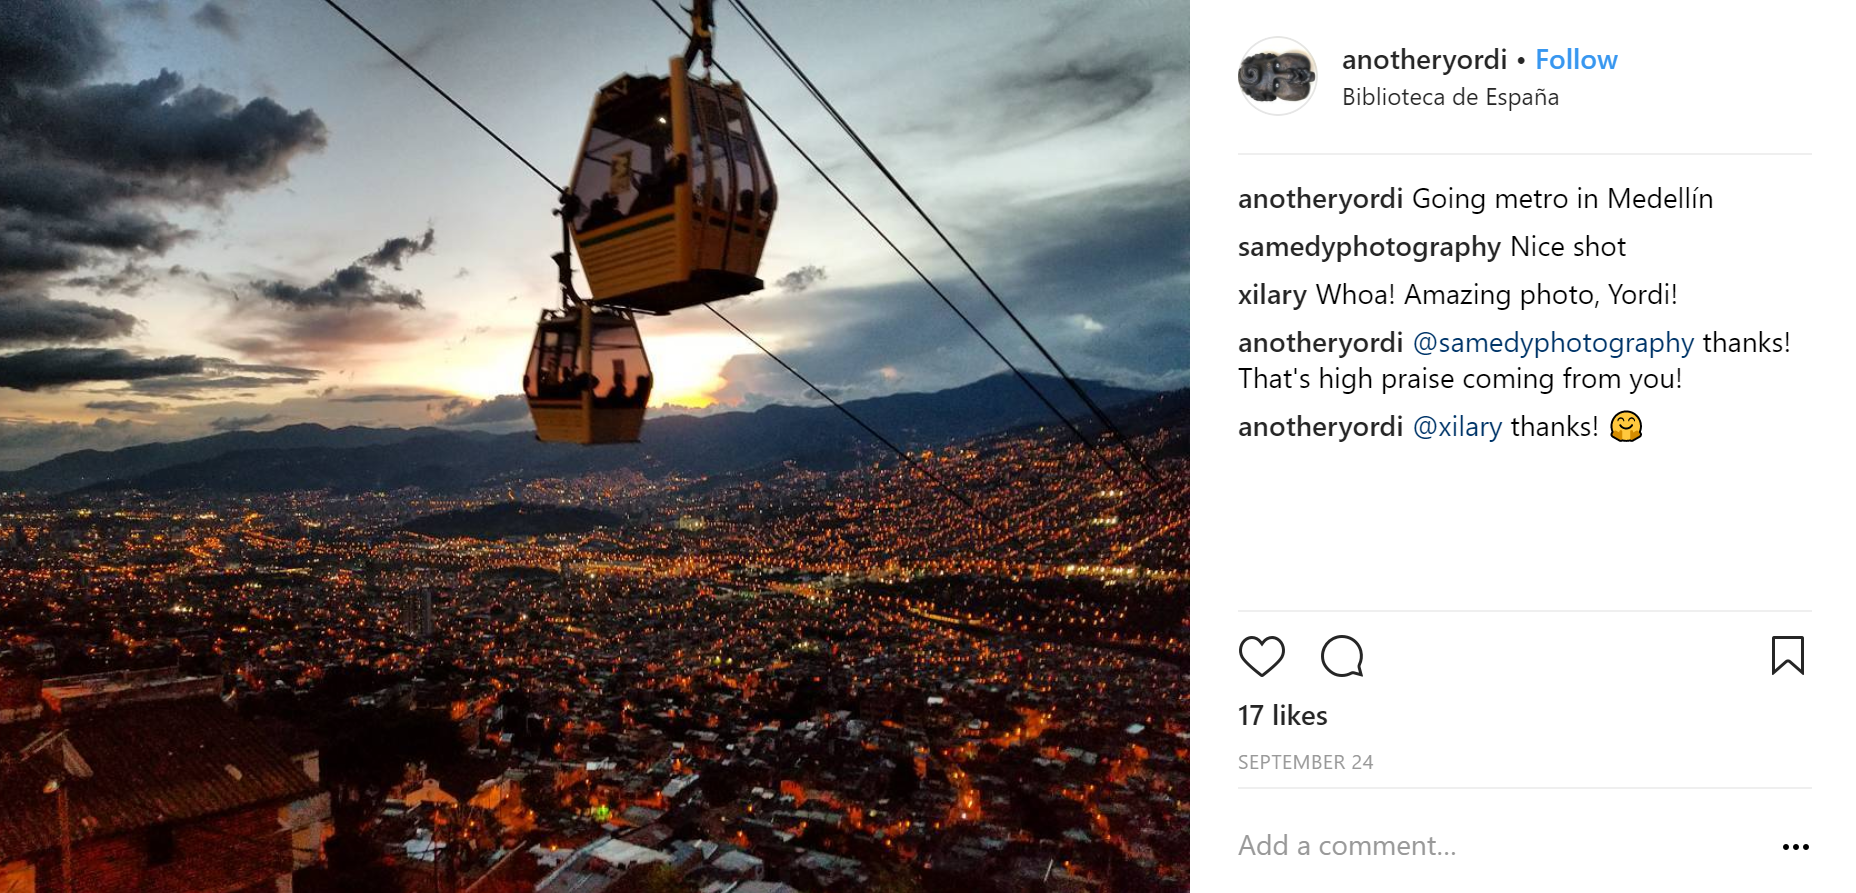 anotheryordi • Follow
Biblioteca de España
anotheryordi Going metro in Medellín
samedyphotography Nice shot
xilary Whoa! Amazing photo, Yordi!
anotheryordi @samedyphotography thanks!
That's high praise coming from you!
anotheryordi @xilary thanks! 🤗
17 likes
SEPTEMBER 24
Add a comment...